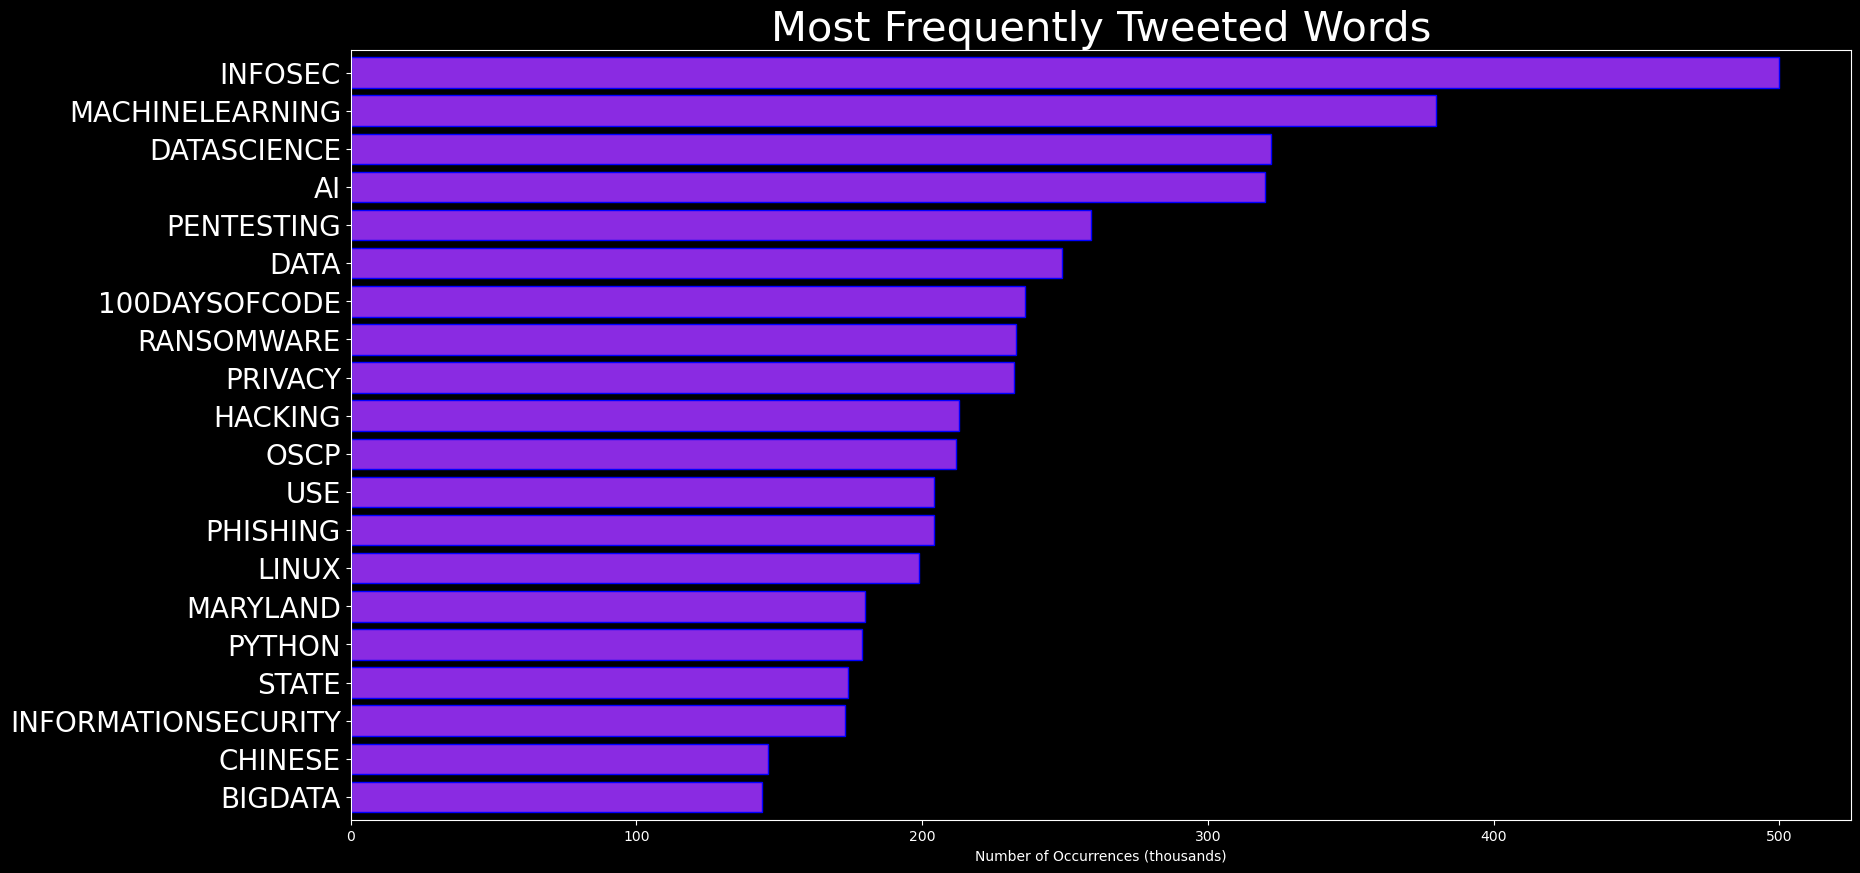 Most Frequently Tweeted Words
INFOSEC
MACHINELEARNING
DATASCIENCE
AI
PENTESTING
DATA
100DAYSOFCODE
RANSOMWARE
PRIVACY
HACKING
OSCP
USE
PHISHING
LINUX
MARYLAND
PYTHON
STATE
INFORMATIONSECURITY
CHINESE
BIGDATA
0 100 200 300 400 500
Number of Occurrences (thousands)